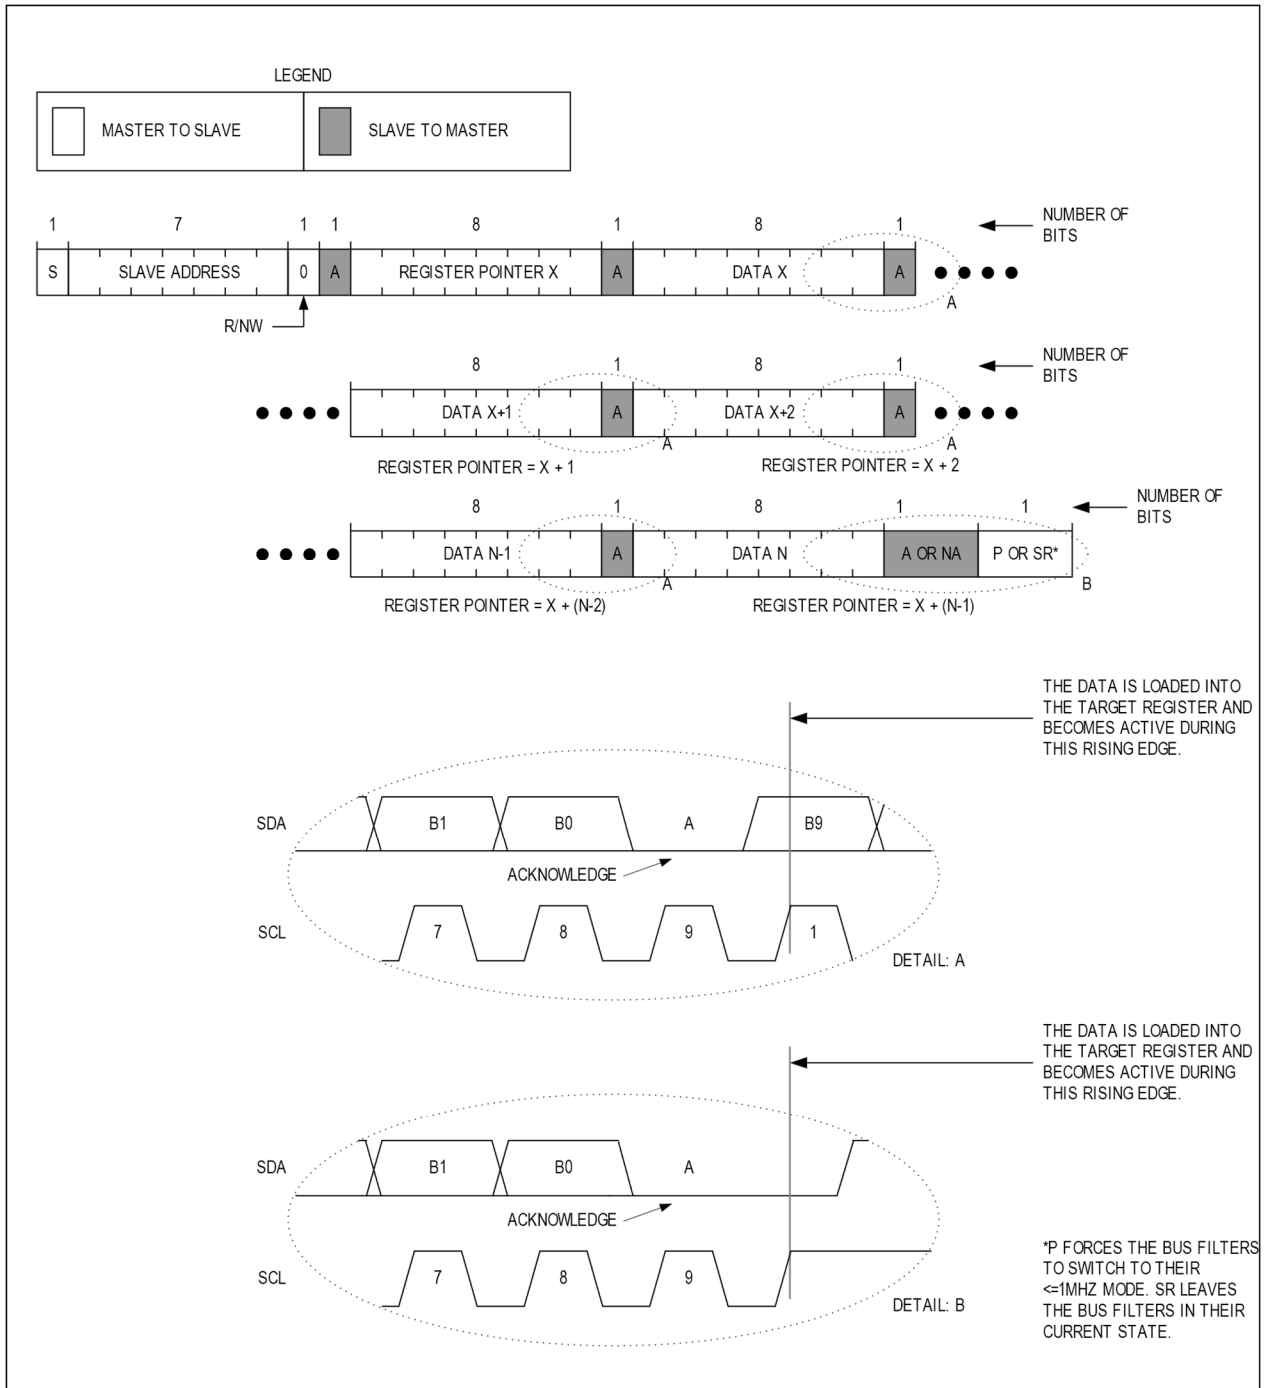 LEGEND
MASTER TO SLAVE
SLAVE TO MASTER
1 7 1 1 8 1 8 1
NUMBER OF
BITS
S SLAVE ADDRESS 0 A REGISTER POINTER X A DATA X A
A
R/NW
8 1 8 1
NUMBER OF
BITS
DATA X+1 A DATA X+2 A
A A
REGISTER POINTER = X + 1 REGISTER POINTER = X + 2
8 1 8 1 1
NUMBER OF
BITS
DATA N-1 A DATA N A OR NA P OR SR*
A B
REGISTER POINTER = X + (N-2) REGISTER POINTER = X + (N-1)
THE DATA IS LOADED INTO
THE TARGET REGISTER AND
BECOMES ACTIVE DURING
THIS RISING EDGE.
SDA B1 B0 A B9
ACKNOWLEDGE
SCL 7 8 9 1
DETAIL: A
THE DATA IS LOADED INTO
THE TARGET REGISTER AND
BECOMES ACTIVE DURING
THIS RISING EDGE.
SDA B1 B0 A
ACKNOWLEDGE
SCL 7 8 9
DETAIL: B
*P FORCES THE BUS FILTERS
TO SWITCH TO THEIR
<=1MHZ MODE. SR LEAVES
THE BUS FILTERS IN THEIR
CURRENT STATE.